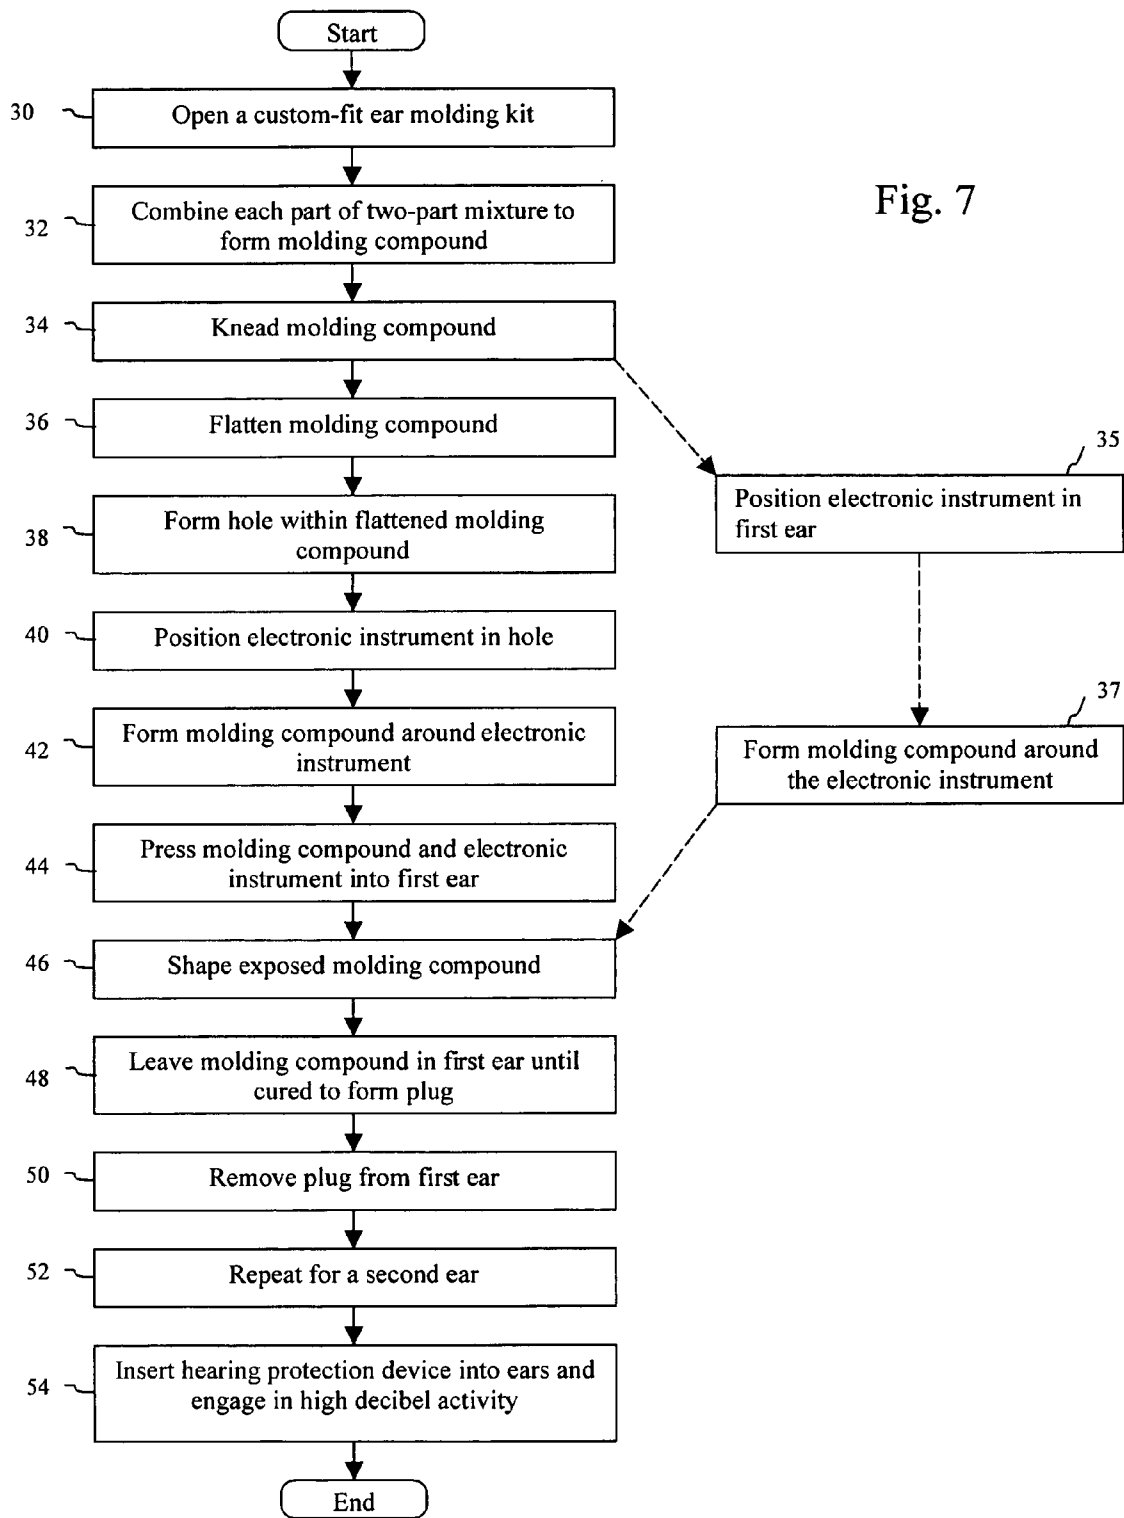 Start
30
Open a custom-fit ear molding kit
Fig. 7
32
Combine each part of two-part mixture to
form molding compound
34
Knead molding compound
36
Flatten molding compound
35
Position electronic instrument in
first ear
38
Form hole within flattened molding
compound
40
Position electronic instrument in hole
37
Form molding compound around
the electronic instrument
42
Form molding compound around electronic
instrument
44
Press molding compound and electronic
instrument into first ear
46
Shape exposed molding compound
48
Leave molding compound in first ear until
cured to form plug
50
Remove plug from first ear
52
Repeat for a second ear
54
Insert hearing protection device into ears and
engage in high decibel activity
End